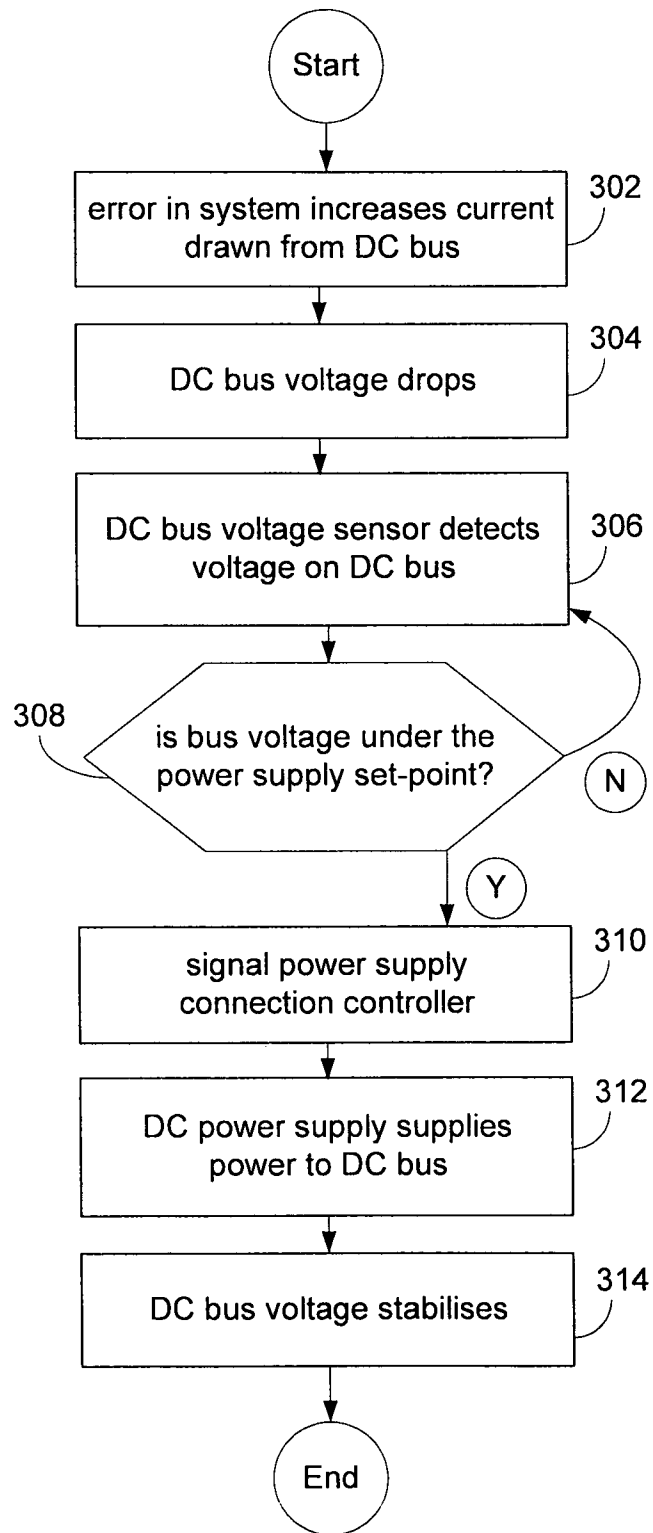 Start
error in system increases current
drawn from DC bus
302
DC bus voltage drops
304
DC bus voltage sensor detects
voltage on DC bus
306
308
is bus voltage under the
power supply set-point?
N
Y
signal power supply
connection controller
310
DC power supply supplies
power to DC bus
312
DC bus voltage stabilises
314
End